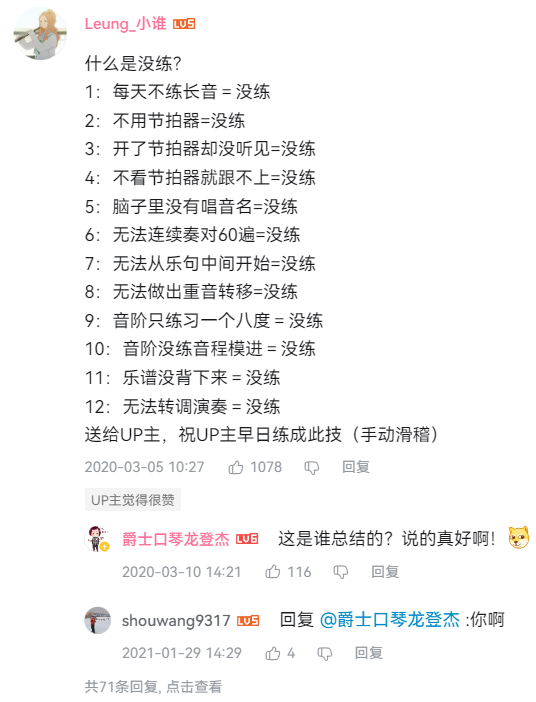 Leung_小谁 LV5
什么是没练？
1：每天不练长音＝没练
2：不用节拍器=没练
3：开了节拍器却没听见=没练
4：不看节拍器就跟不上=没练
5：脑子里没有唱音名=没练
6：无法连续奏对60遍=没练
7：无法从乐句中间开始=没练
8：无法做出重音转移=没练
9：音阶只练习一个八度＝没练
10：音阶没练音程模进＝没练
11：乐谱没背下来＝没练
12：无法转调演奏＝没练
送给UP主，祝UP主早日练成此技（手动滑稽）
2020-03-05 10:27 1078 回复
UP主觉得很赞
爵士口琴龙登杰 LV6 这是谁总结的？说的真好啊！
2020-03-10 14:21 116 回复
shouwang9317 LV5 回复 @爵士口琴龙登杰 :你啊
2021-01-29 14:29 4 回复
共71条回复, 点击查看